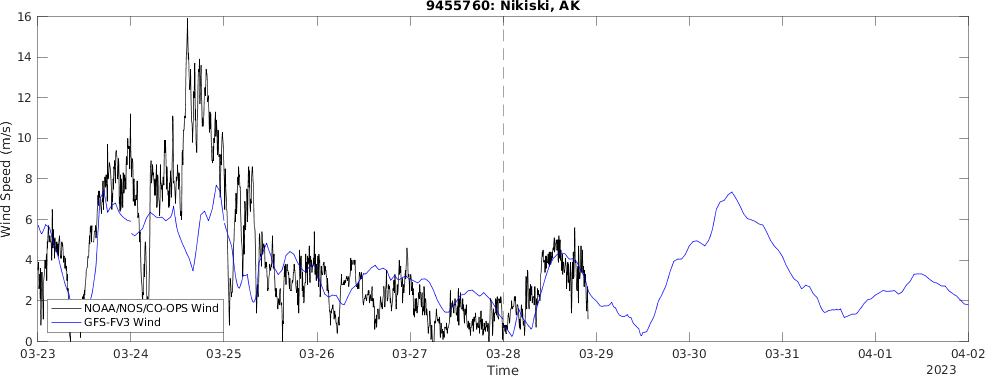 9455760: Nikiski, AK
Wind Speed (m/s)
16
14
12
10
8
6
4
2
0
NOAA/NOS/CO-OPS Wind
GFS-FV3 Wind
03-23 03-24 03-25 03-26 03-27 03-28 03-29 03-30 03-31 04-01 04-02
Time
2023